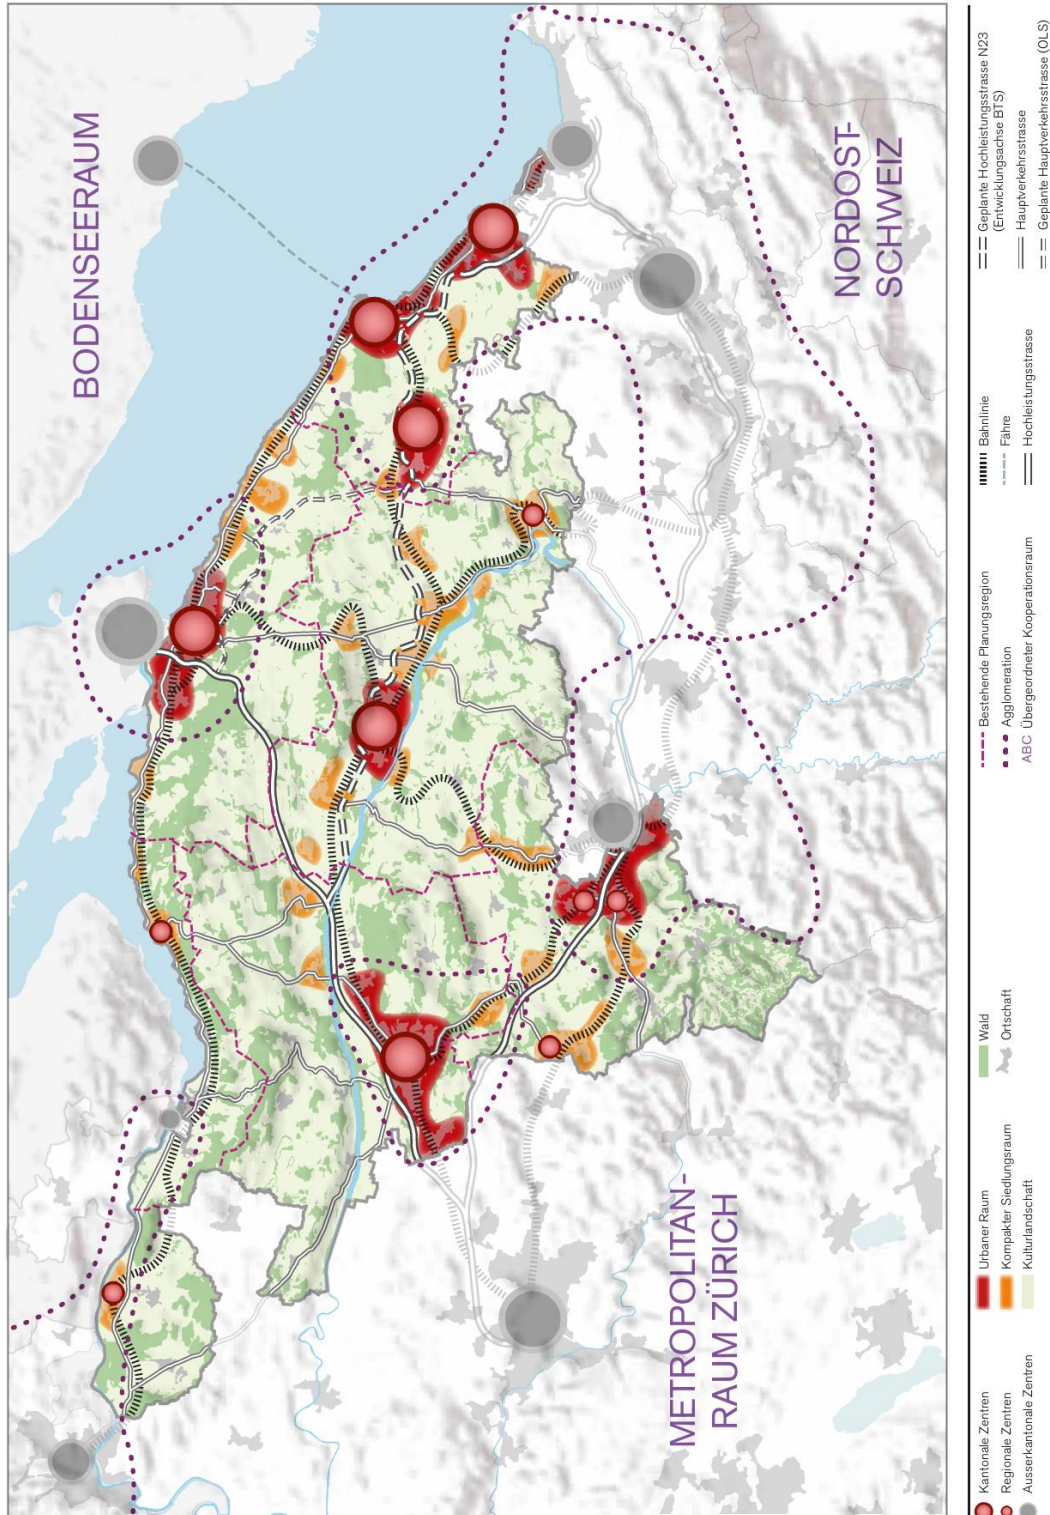 BODENSEERAUM
NORDOST-
SCHWEIZ
METROPOLITAN-
RAUM ZÜRICH
Kantonale Zentren
Regionale Zentren
Ausserkantonale Zentren
Urbaner Raum
Kompakter Siedlungsraum
Kulturlandschaft
Wald
Ortschaft
Bestehende Planungsregion
Agglomeration
ABC Übergeordneter Kooperationsraum
Bahnlinie
Fähre
Hochleistungsstrasse
Geplante Hochleistungsstrasse N23
(Entwicklungsachse BTS)
Hauptverkehrsstrasse
Geplante Hauptverkehrsstrasse (OLS)